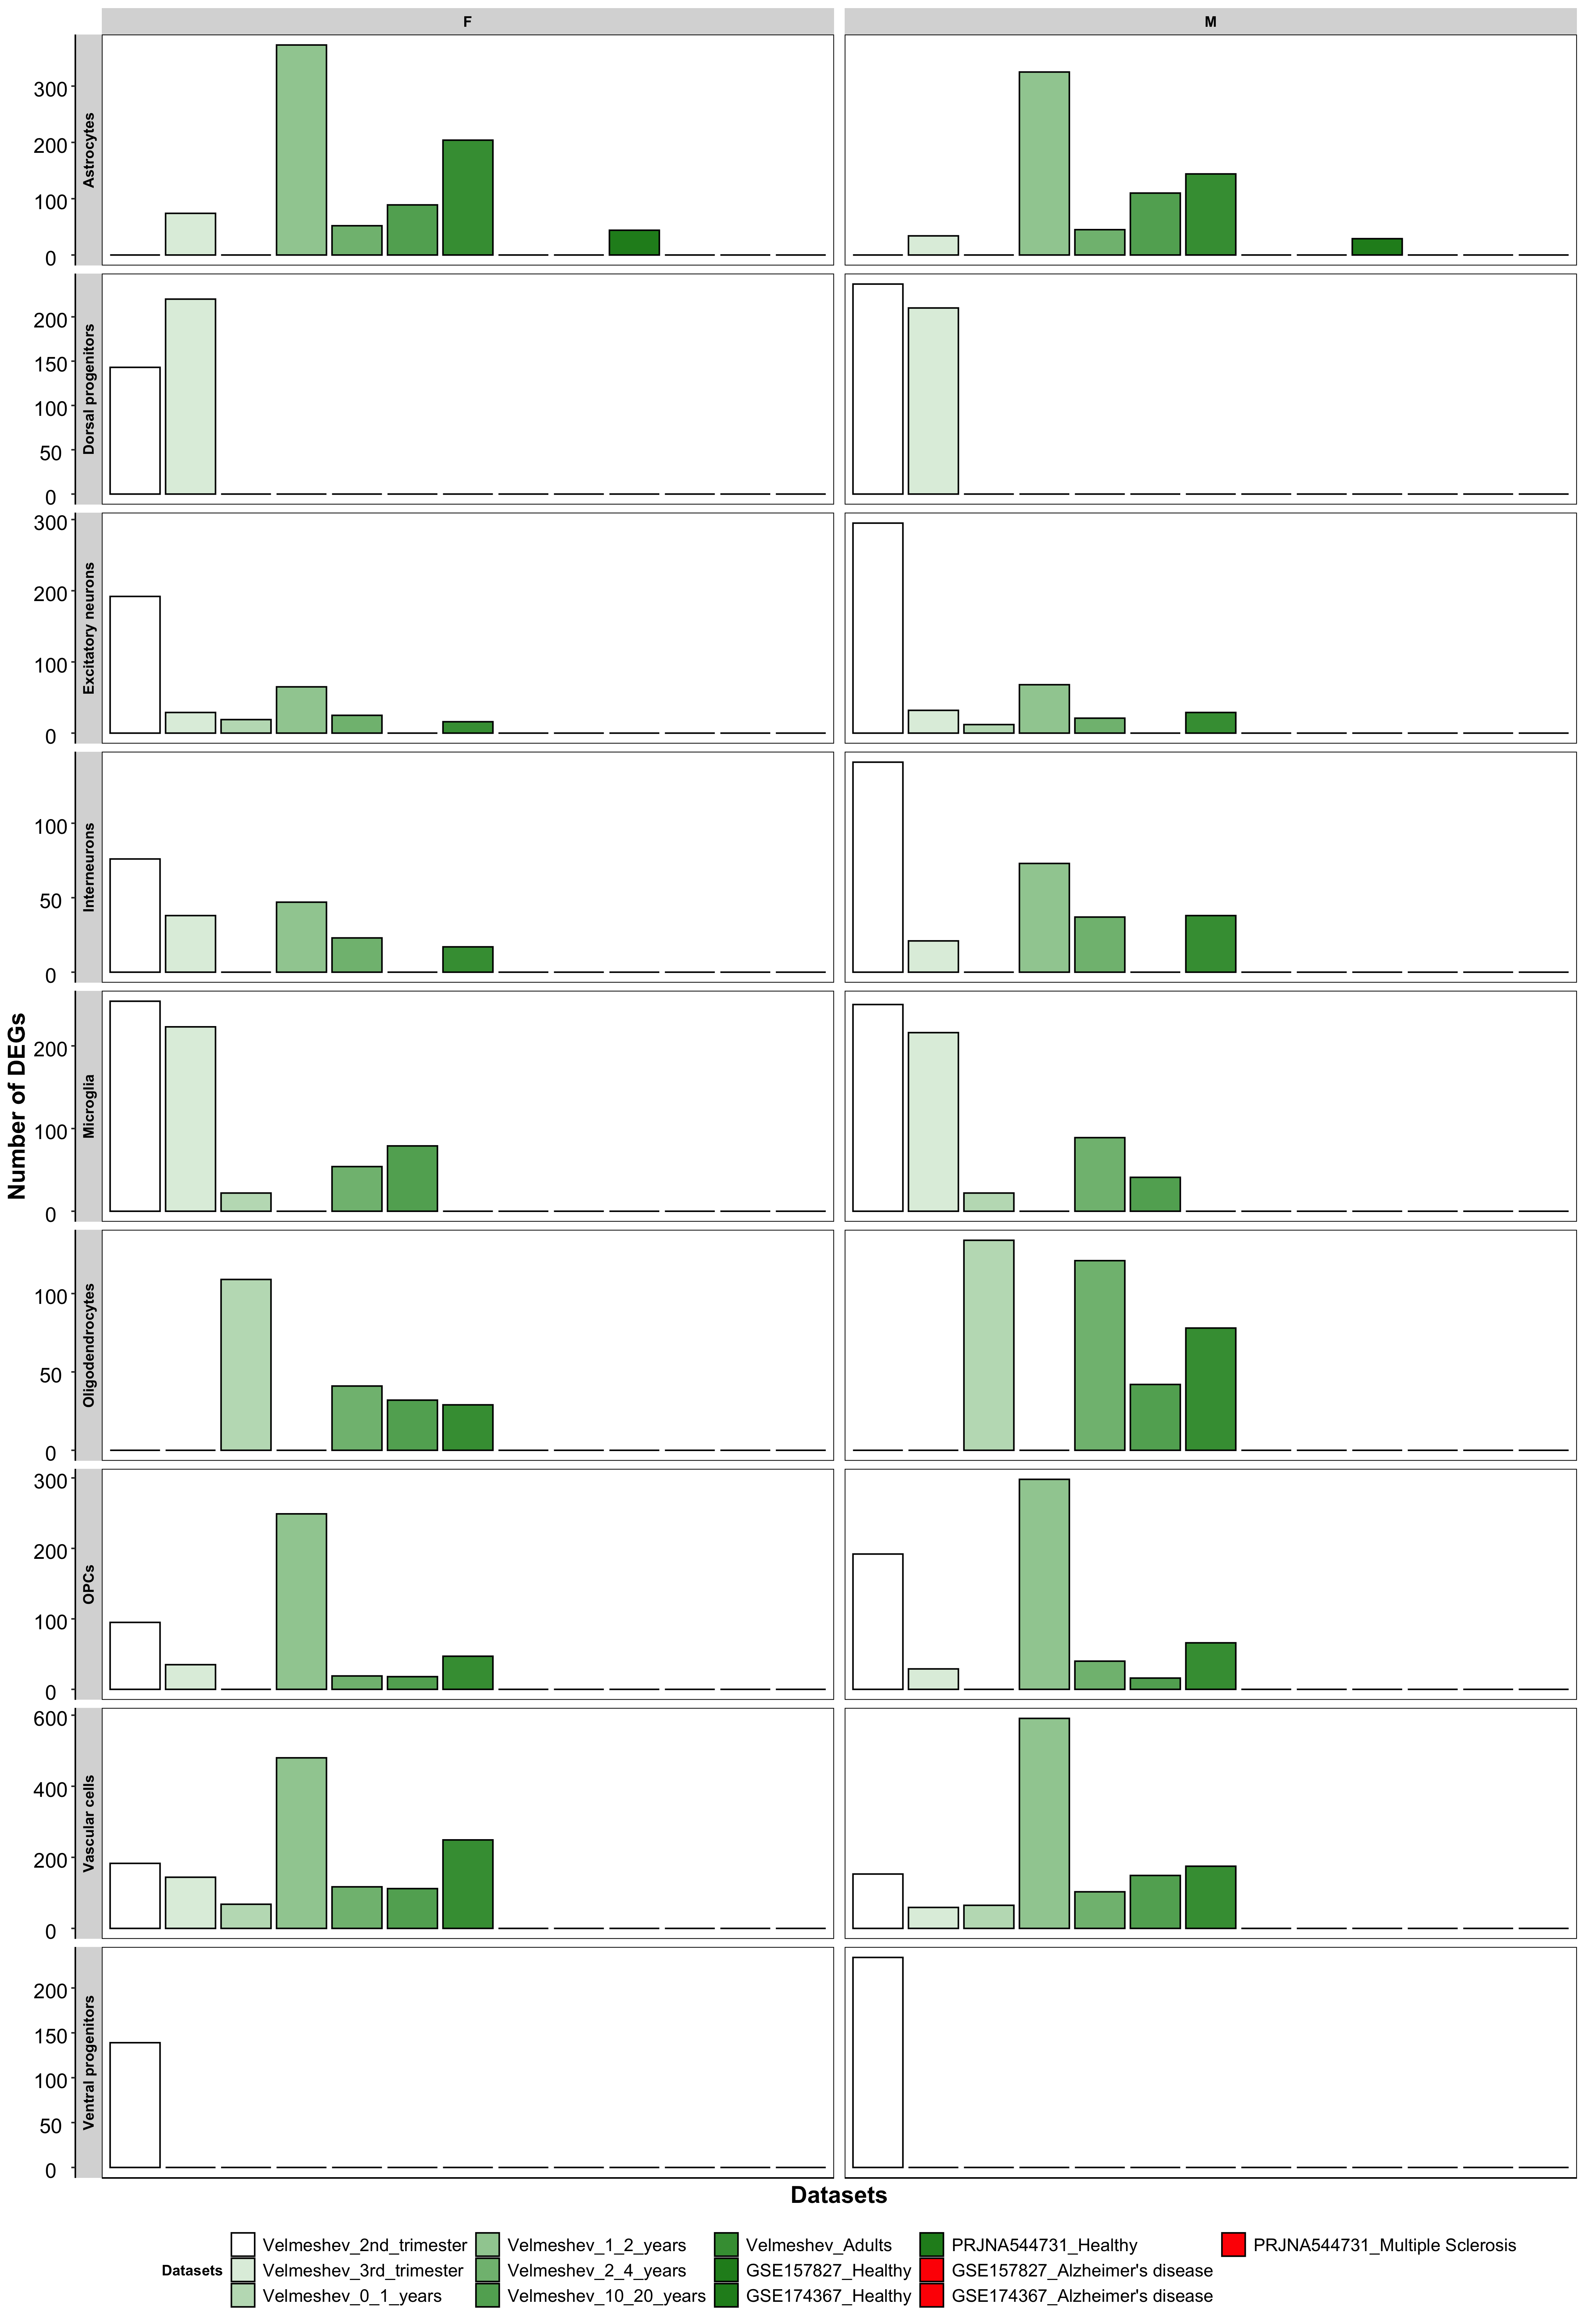 F
M
Astrocytes
300
200
100
0
Dorsal progenitors
200
150
100
50
0
Excitatory neurons
300
200
100
0
Interneurons
100
50
0
Microglia
200
100
0
Oligodendrocytes
100
50
0
OPCs
300
200
100
0
Vascular cells
600
400
200
0
Ventral progenitors
200
150
100
50
0
Number of DEGs
Datasets
Datasets
Velmeshev_2nd_trimester
Velmeshev_3rd_trimester
Velmeshev_0_1_years
Velmeshev_1_2_years
Velmeshev_2_4_years
Velmeshev_10_20_years
Velmeshev_Adults
GSE157827_Healthy
GSE174367_Healthy
PRJNA544731_Healthy
GSE157827_Alzheimer's disease
GSE174367_Alzheimer's disease
PRJNA544731_Multiple Sclerosis